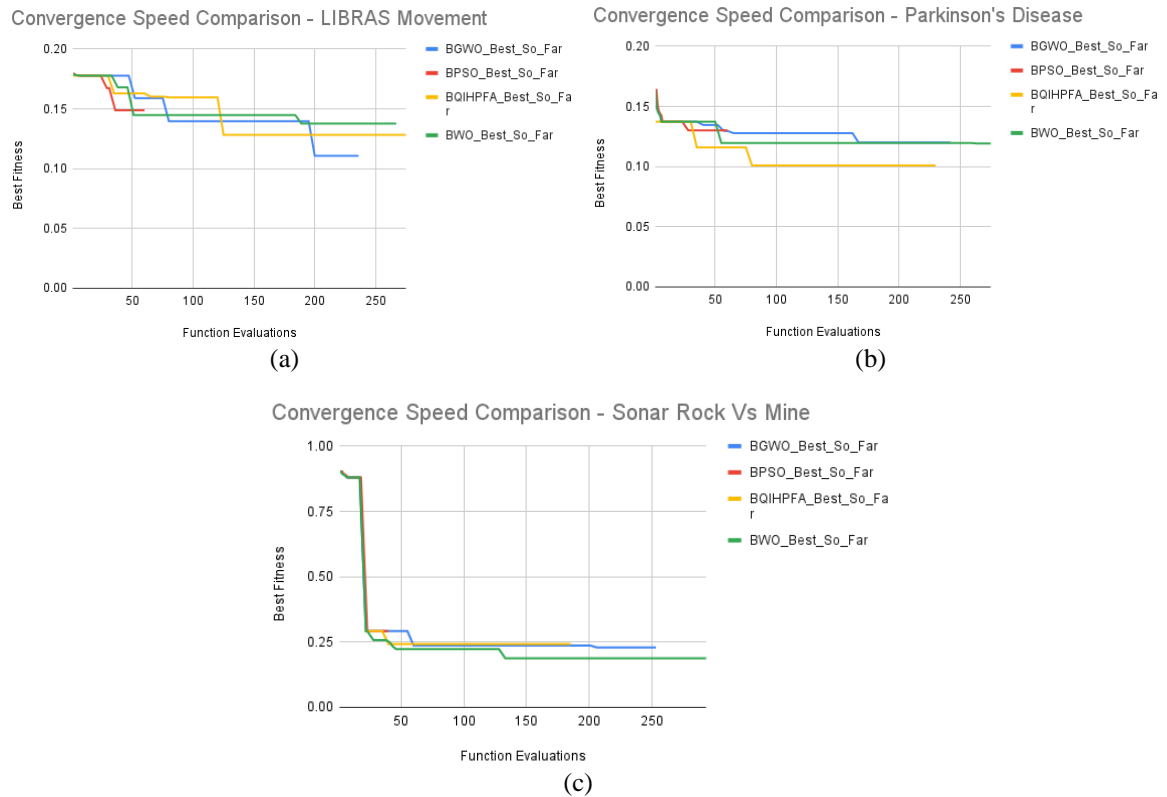 Convergence Speed Comparison - LIBRAS Movement
0.20
0.15
0.10
0.05
0.00
Best Fitness
50
100
150
200
250
Function Evaluations
BGWO_Best_So_Far
BPSO_Best_So_Far
BQIHPFA_Best_So_Fa
r
BWO_Best_So_Far
(a)
Convergence Speed Comparison - Parkinson's Disease
0.20
0.15
0.10
0.05
0.00
Best Fitness
50
100
150
200
250
Function Evaluations
BGWO_Best_So_Far
BPSO_Best_So_Far
BQIHPFA_Best_So_Fa
r
BWO_Best_So_Far
(b)
Convergence Speed Comparison - Sonar Rock Vs Mine
1.00
0.75
0.50
0.25
0.00
Best Fitness
50
100
150
200
250
Function Evaluations
BGWO_Best_So_Far
BPSO_Best_So_Far
BQIHPFA_Best_So_Fa
r
BWO_Best_So_Far
(c)